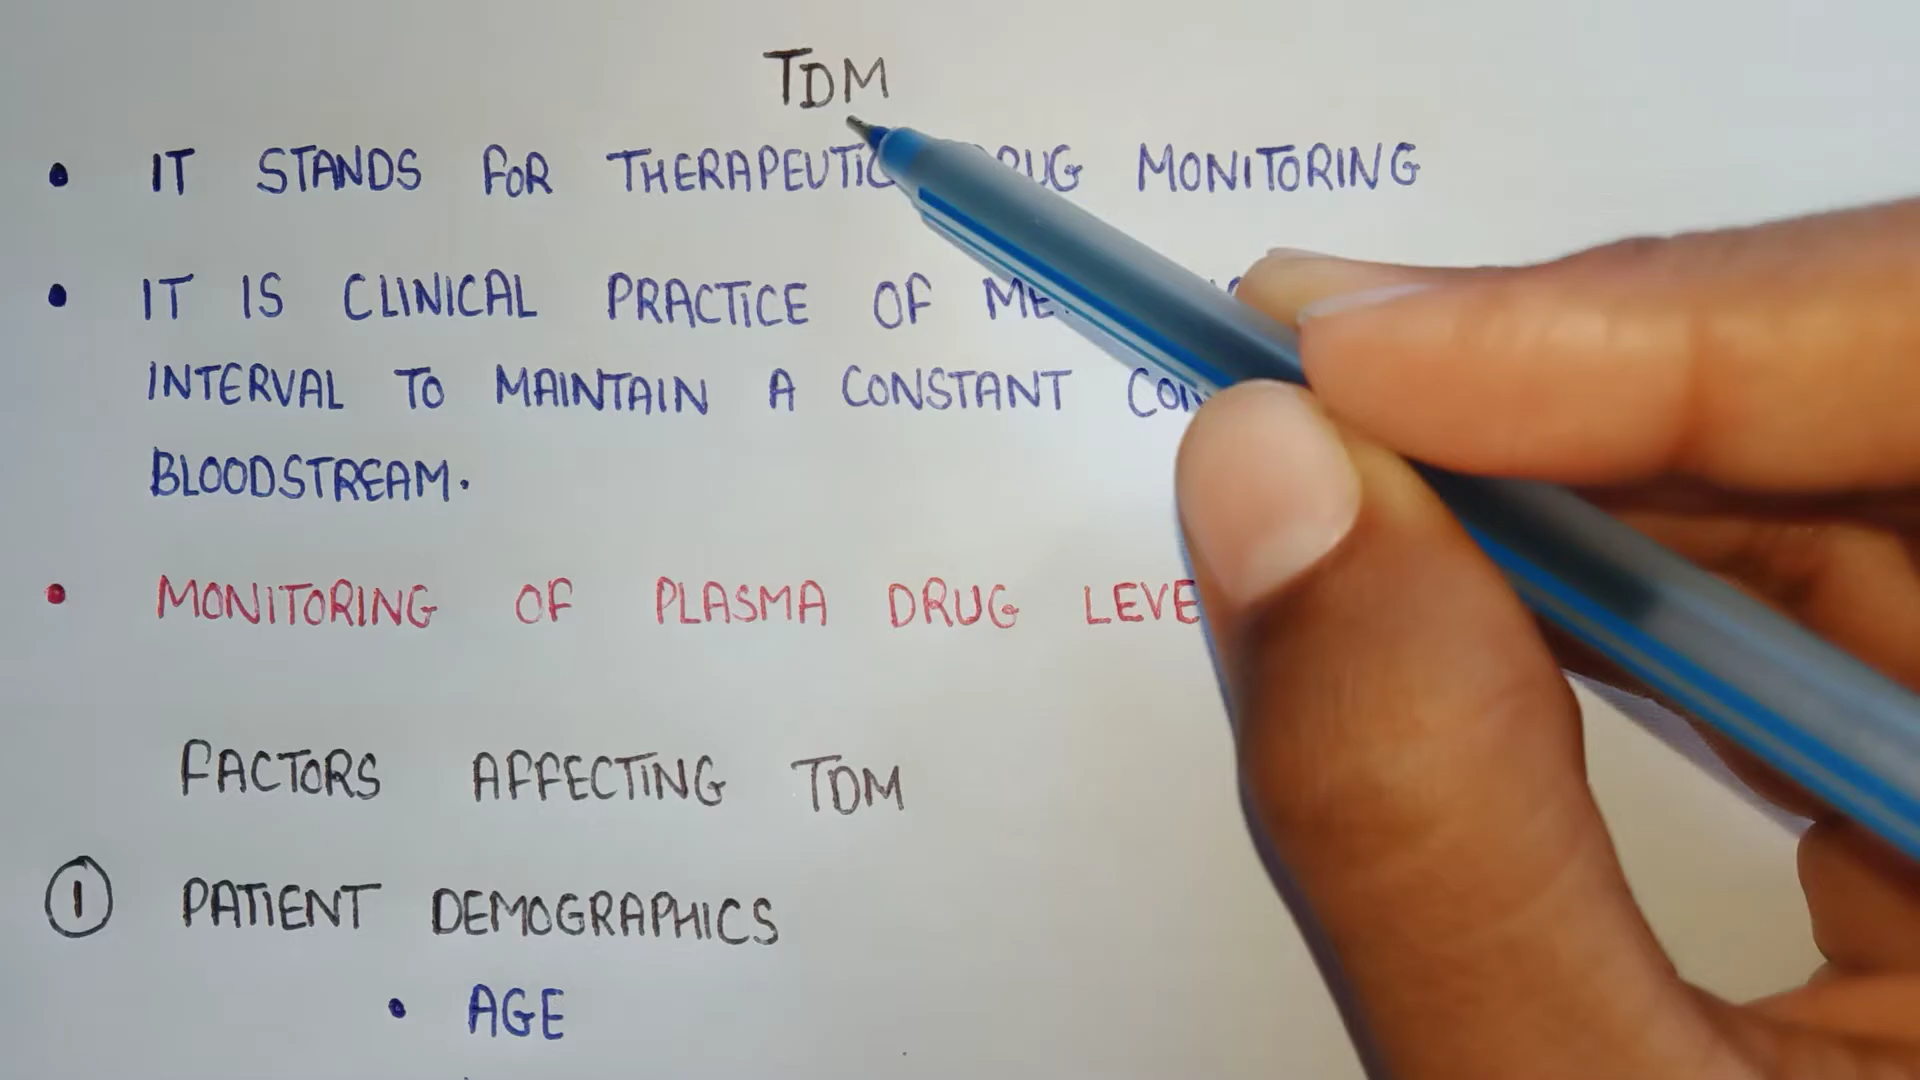 TDM
• IT STANDS FOR THERAPEUTIC MONITORING
• IT IS CLINICAL PRACTICE OF
INTERVAL TO MAINTAIN A CONSTANT
BLOODSTREAM.
• MONITORING OF PLASMA DRUG
FACTORS AFFECTING TDM
① PATIENT DEMOGRAPHICS
• AGE